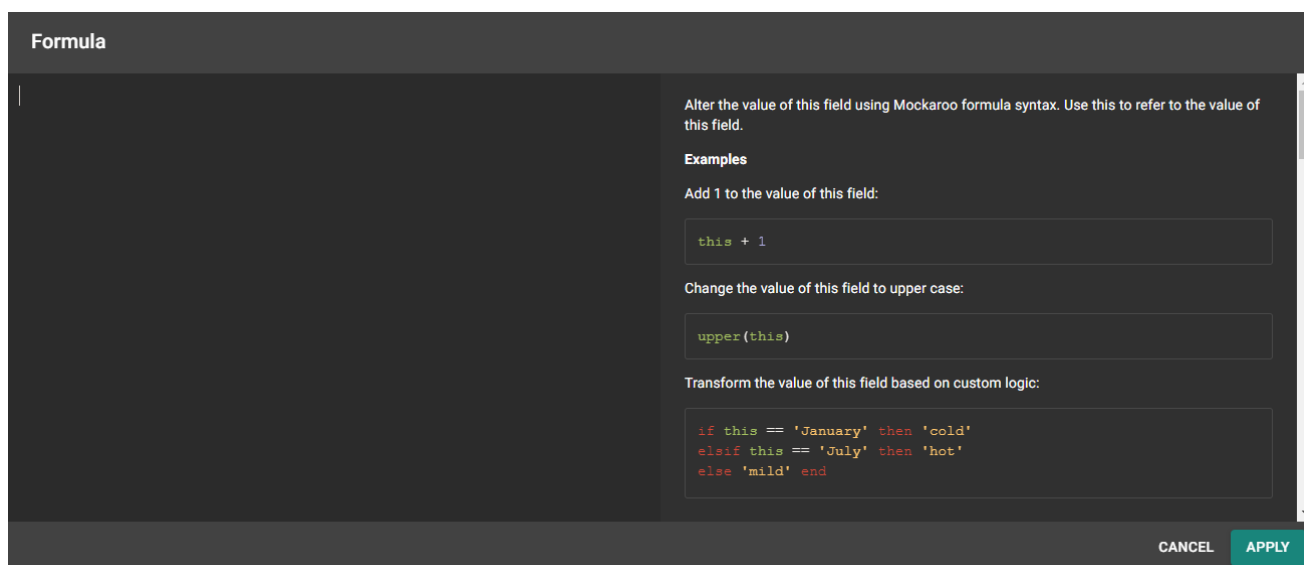 Formula
Alter the value of this field using Mockaroo formula syntax. Use this to refer to the value of
this field.
Examples
Add 1 to the value of this field:
this + 1
Change the value of this field to upper case:
upper(this)
Transform the value of this field based on custom logic:
if this == 'January' then 'cold'
elsif this == 'July' then 'hot'
else 'mild' end
CANCEL APPLY